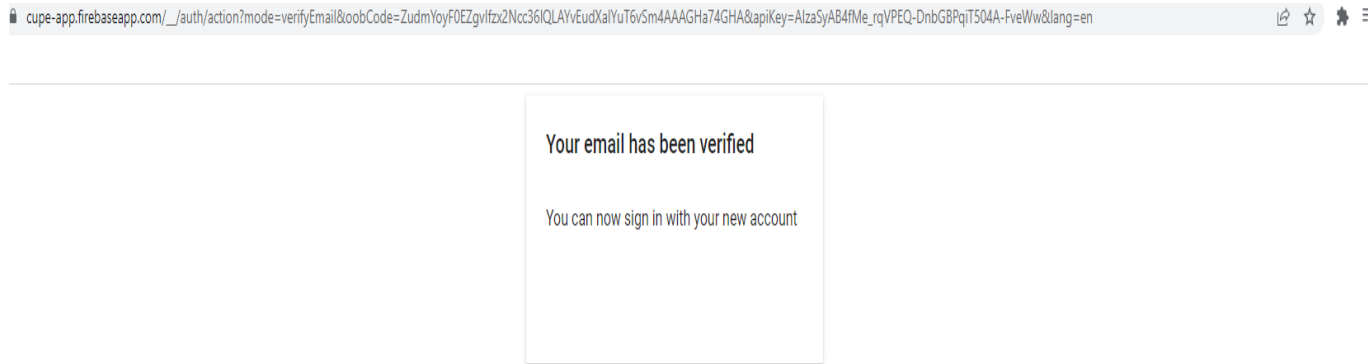 cupe-app.firebaseapp.com/__/auth/action?mode=verifyEmail&oobCode=ZudmYoyF0EZgvlfzx2Ncc36IQLAYvEudXalYuT6vSm4AAAGHa74GHA&apiKey=AIzaSyAB4fMe_rqVPEQ-DnbGBPqiT504A-FveWw&lang=en
Your email has been verified
You can now sign in with your new account